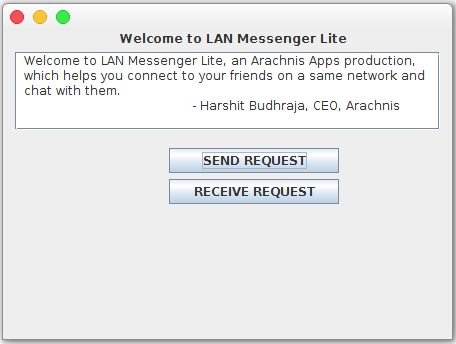 Welcome to LAN Messenger Lite
Welcome to LAN Messenger Lite, an Arachnis Apps production,
which helps you connect to your friends on a same network and
chat with them.
- Harshit Budhraja, CEO, Arachnis
SEND REQUEST
RECEIVE REQUEST